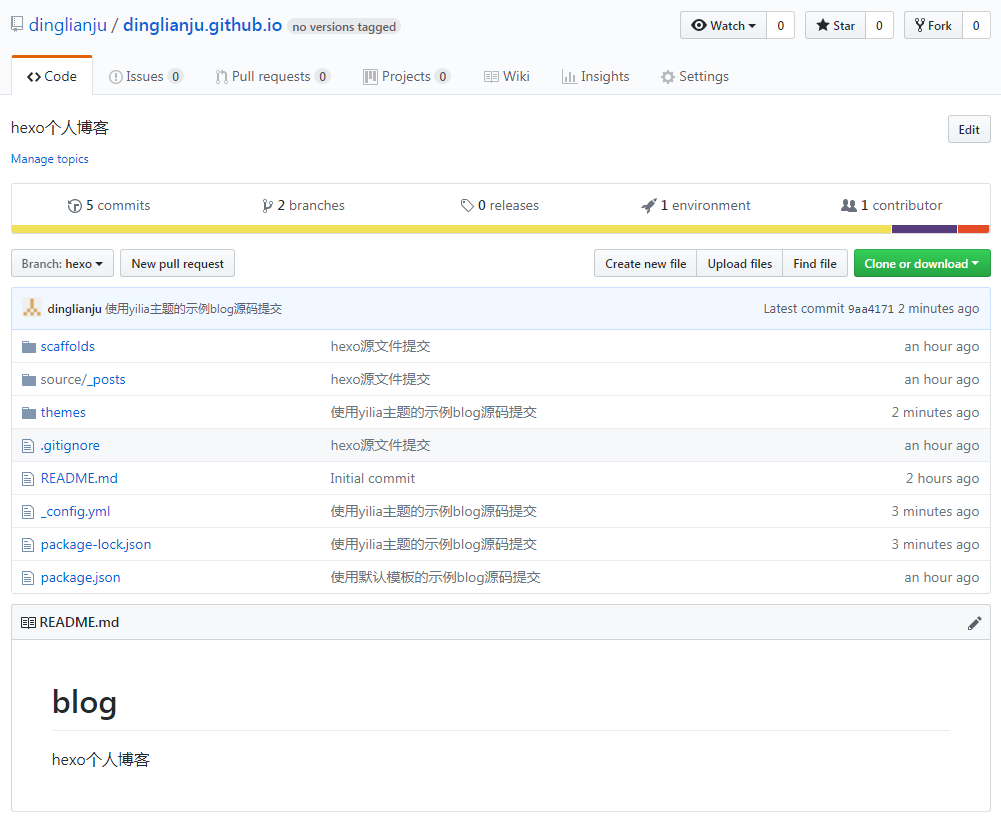 dinglianju / dinglianju.github.io no versions tagged Watch 0 Star 0 Fork 0
Code Issues 0 Pull requests 0 Projects 0 Wiki Insights Settings
hexo个人博客 Edit
Manage topics
5 commits 2 branches 0 releases 1 environment 1 contributor
Branch: hexo New pull request Create new file Upload files Find file Clone or download
dinglianju 使用yilia主题的示例blog源码提交 Latest commit 9aa4171 2 minutes ago
scaffolds hexo源文件提交 an hour ago
source/_posts hexo源文件提交 an hour ago
themes 使用yilia主题的示例blog源码提交 2 minutes ago
.gitignore hexo源文件提交 an hour ago
README.md Initial commit 2 hours ago
_config.yml 使用yilia主题的示例blog源码提交 3 minutes ago
package-lock.json 使用yilia主题的示例blog源码提交 3 minutes ago
package.json 使用默认模板的示例blog源码提交 an hour ago
README.md
blog
hexo个人博客